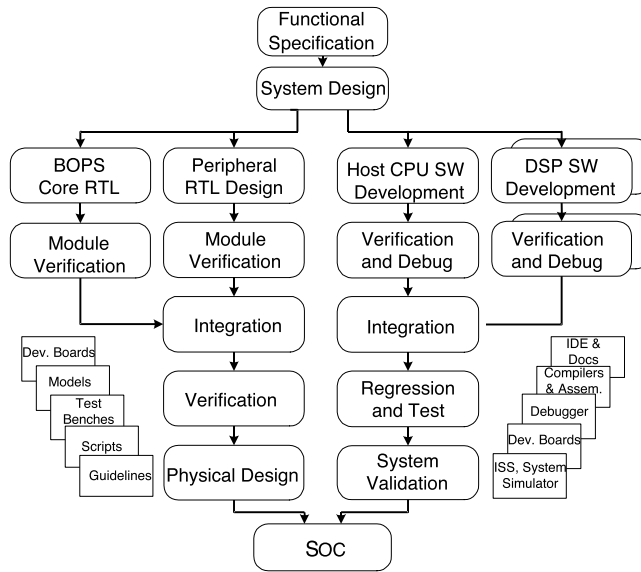 Functional
Specification
System Design
BOPS
Core RTL
Peripheral
RTL Design
Host CPU SW
Development
DSP SW
Development
Module
Verification
Module
Verification
Verification
and Debug
Verification
and Debug
Integration
Integration
Dev. Boards
Models
Test
Benches
Scripts
Guidelines
Verification
Regression
and Test
IDE &
Docs
Compilers
& Assem.
Debugger
Dev. Boards
ISS, System
Simulator
Physical Design
System
Validation
SOC